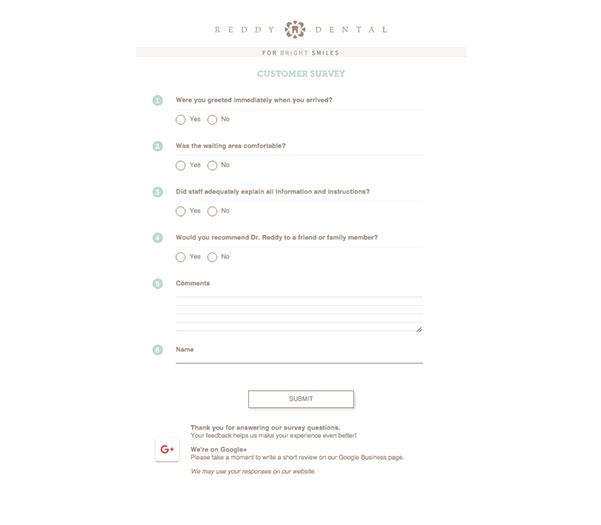 REDDY DENTAL
FOR BRIGHT SMILES
CUSTOMER SURVEY
1 Were you greeted immediately when you arrived?
Yes No
2 Was the waiting area comfortable?
Yes No
3 Did staff adequately explain all information and instructions?
Yes No
4 Would you recommend Dr. Reddy to a friend or family member?
Yes No
5 Comments
6 Name
SUBMIT
Thank you for answering our survey questions.
Your feedback helps us make your experience even better!
G+
We're on Google+
Please take a moment to write a short review on our Google Business page.
We may use your responses on our website.